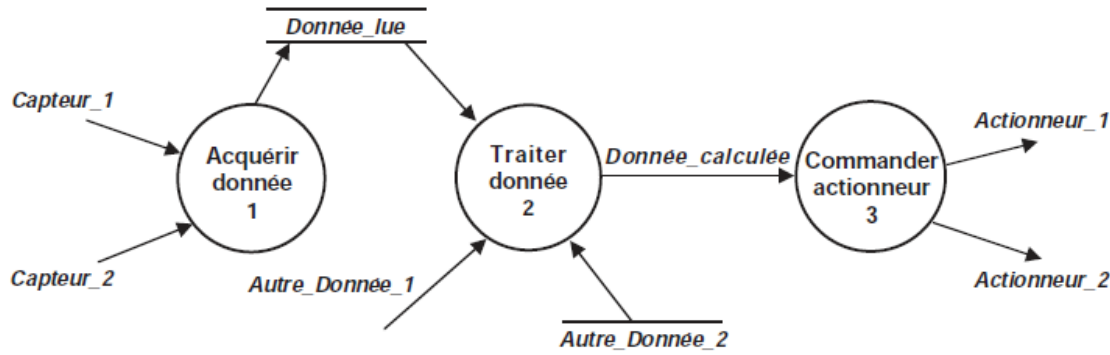 Donnée_lue
Capteur_1
Acquérir
donnée
1
Capteur_2
Traiter
donnée
2
Autre_Donnée_1
Autre_Donnée_2
Donnée_calculée
Commander
actionneur
3
Actionneur_1
Actionneur_2